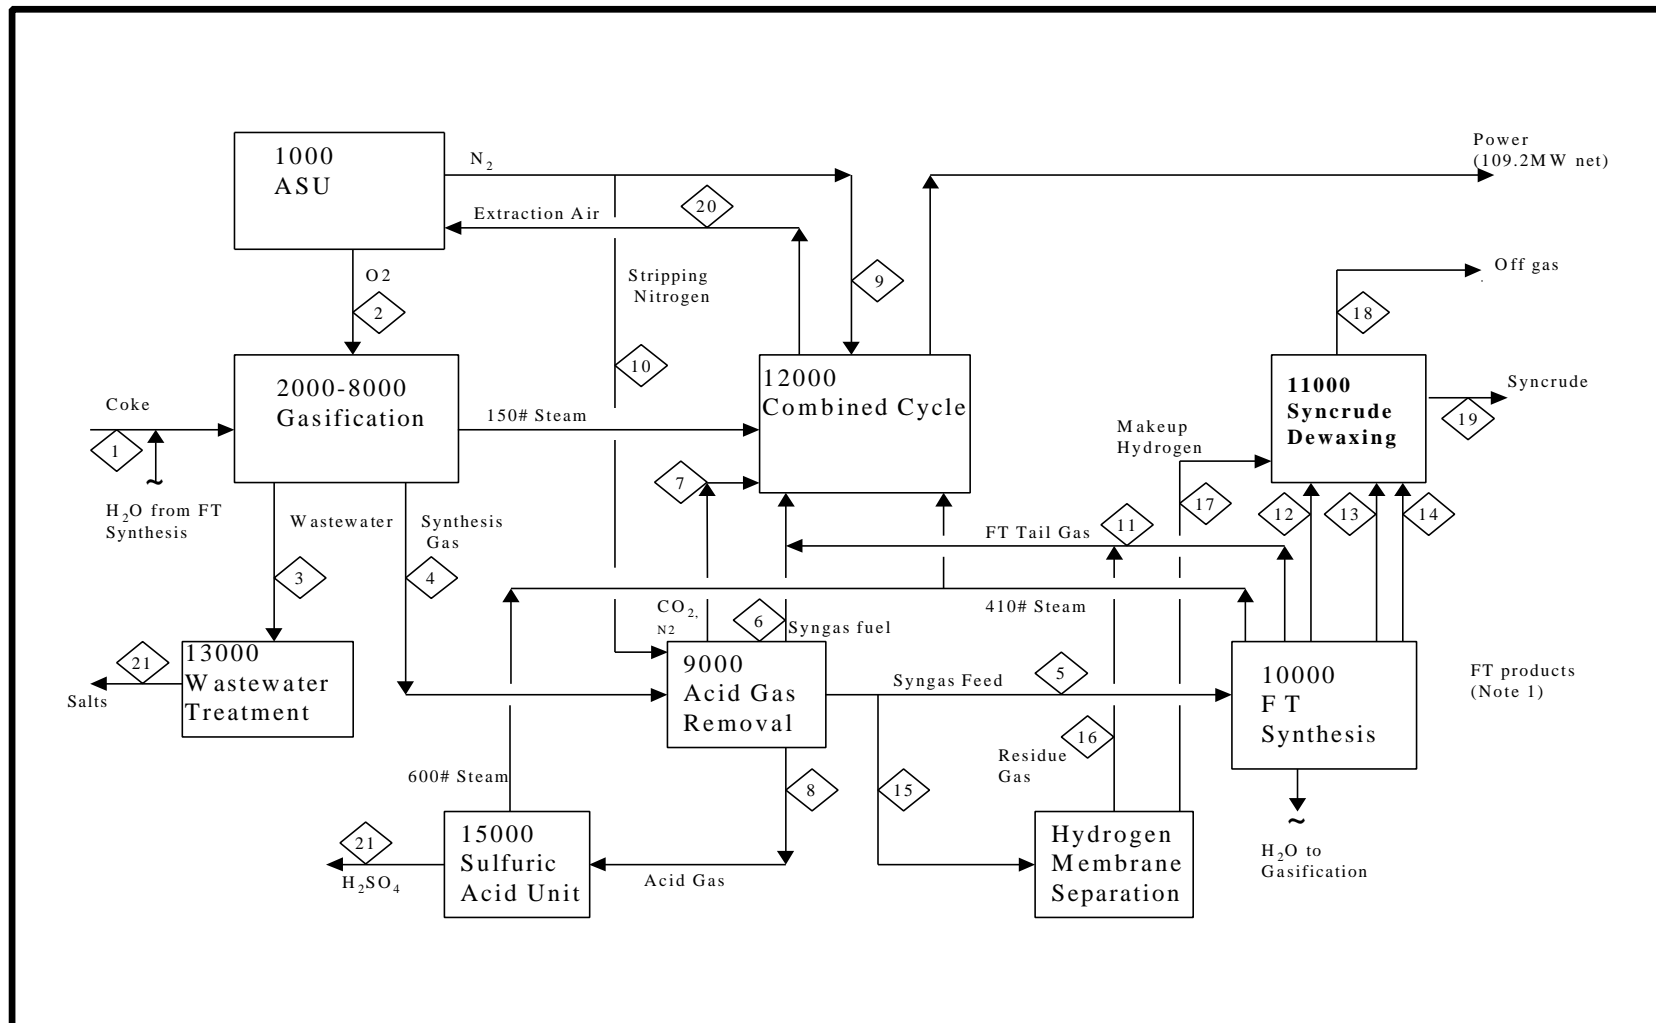 1000
ASU
N₂
Power
(109.2MW net)
Extraction Air
20
O2
2
Stripping
Nitrogen
9
Off gas
18
10
2000-8000
Gasification
12000
Combined Cycle
11000
Syncrude
Dewaxing
Syncrude
19
Coke
1
150# Steam
Makeup
Hydrogen
7
17
12
13
14
H₂O from FT
Synthesis
~
Wastewater
Synthesis
Gas
FT Tail Gas
11
3
4
CO₂,
N2
6
Syngas fuel
410# Steam
21
Salts
13000
Wastewater
Treatment
9000
Acid Gas
Removal
Syngas Feed
5
10000
F T
Synthesis
FT products
(Note 1)
600# Steam
8
15
Residue
Gas
16
~
21
H₂SO₄
15000
Sulfuric
Acid Unit
Acid Gas
Hydrogen
Membrane
Separation
H₂O to
Gasification